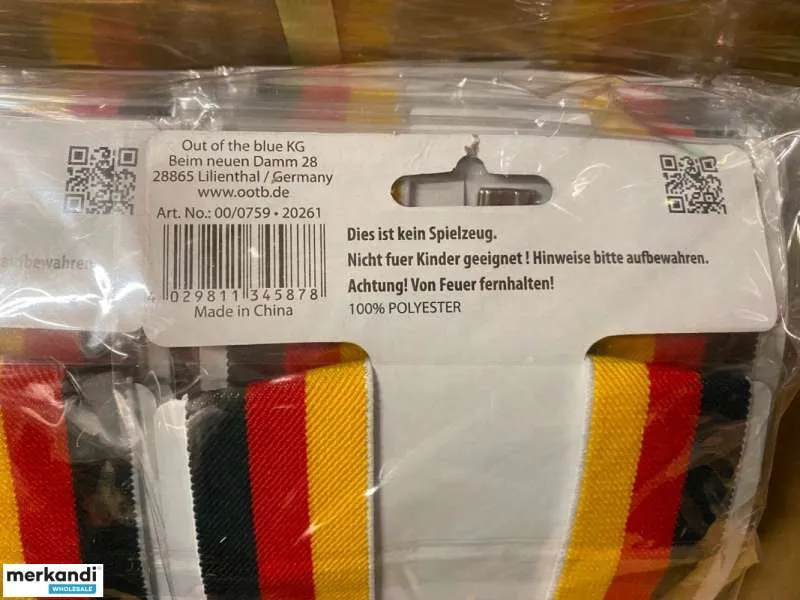 Out of the blue KG
Beim neuen Damm 28
28865 Lilienthal / Germany
www.ootb.de
Art. No.: 00/0759 • 20261
4 029811 345878
Made in China
Dies ist kein Spielzeug.
Nicht fuer Kinder geeignet ! Hinweise bitte aufbewahren.
Achtung! Von Feuer fernhalten!
100% POLYESTER
aufbewahren.
merkandi
WHOLESALE